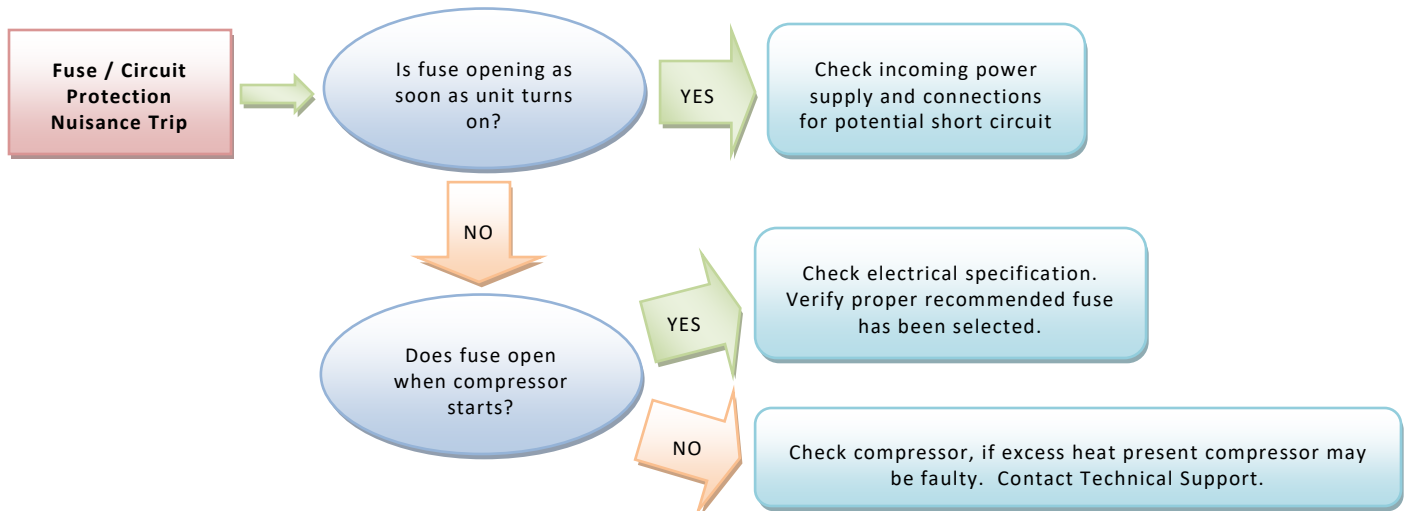 Fuse / Circuit
Protection
Nuisance Trip
Is fuse opening as
soon as unit turns
on?
YES
Check incoming power
supply and connections
for potential short circuit
NO
Does fuse open
when compressor
starts?
YES
Check electrical specification.
Verify proper recommended fuse
has been selected.
NO
Check compressor, if excess heat present compressor may
be faulty.  Contact Technical Support.